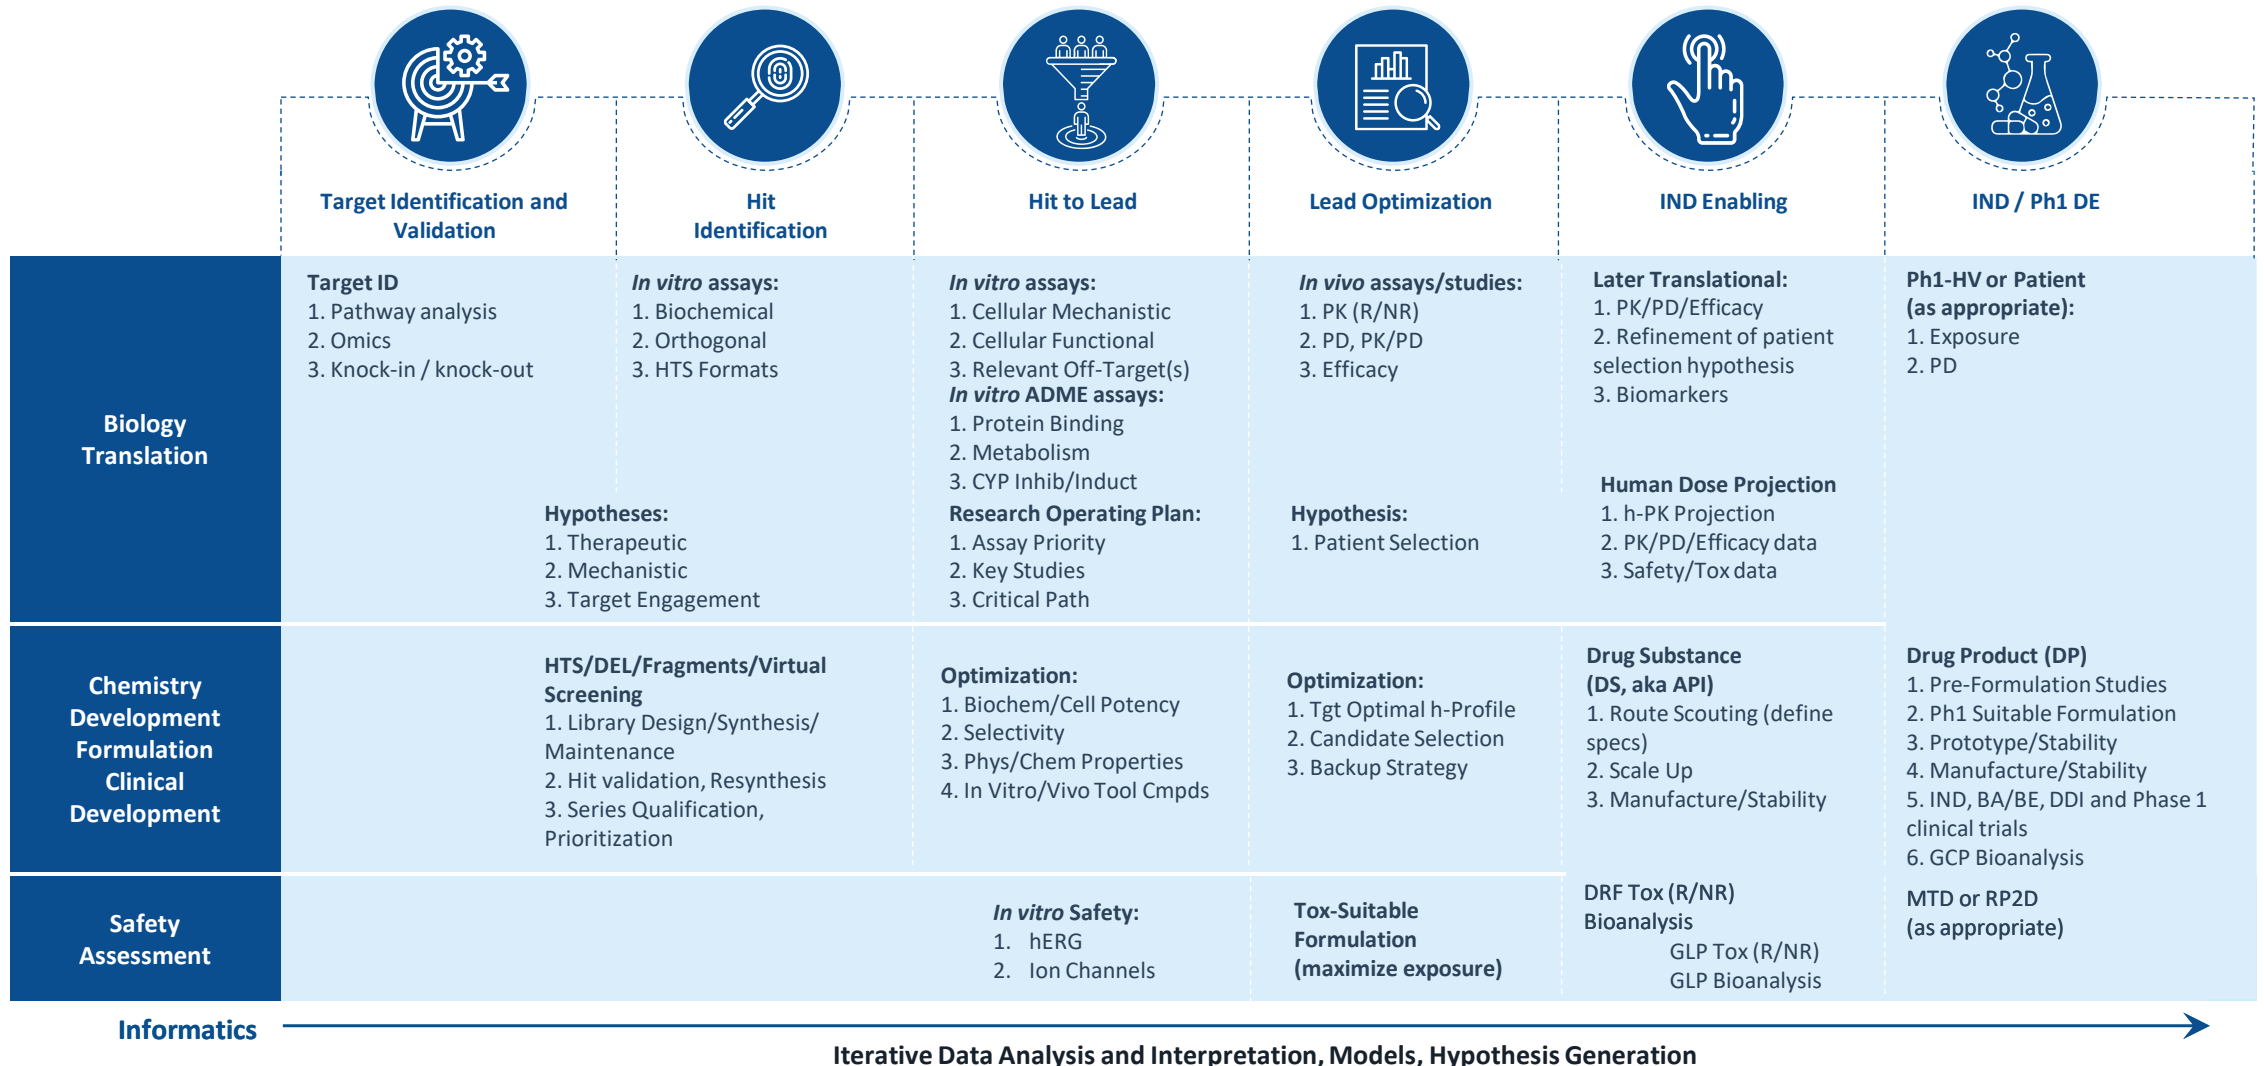 Target Identification and
Validation
Hit
Identification
Hit to Lead
Lead Optimization
IND Enabling
IND / Ph1 DE
Biology
Translation
Target ID
1. Pathway analysis
2. Omics
3. Knock-in / knock-out
In vitro assays:
1. Biochemical
2. Orthogonal
3. HTS Formats
Hypotheses:
1. Therapeutic
2. Mechanistic
3. Target Engagement
In vitro assays:
1. Cellular Mechanistic
2. Cellular Functional
3. Relevant Off-Target(s)
In vitro ADME assays:
1. Protein Binding
2. Metabolism
3. CYP Inhib/Induct
Research Operating Plan:
1. Assay Priority
2. Key Studies
3. Critical Path
In vivo assays/studies:
1. PK (R/NR)
2. PD, PK/PD
3. Efficacy
Hypothesis:
1. Patient Selection
Later Translational:
1. PK/PD/Efficacy
2. Refinement of patient
selection hypothesis
3. Biomarkers
Human Dose Projection
1. h-PK Projection
2. PK/PD/Efficacy data
3. Safety/Tox data
Ph1-HV or Patient
(as appropriate):
1. Exposure
2. PD
Chemistry
Development
Formulation
Clinical
Development
HTS/DEL/Fragments/Virtual
Screening
1. Library Design/Synthesis/
Maintenance
2. Hit validation, Resynthesis
3. Series Qualification,
Prioritization
Optimization:
1. Biochem/Cell Potency
2. Selectivity
3. Phys/Chem Properties
4. In Vitro/Vivo Tool Cmpds
Optimization:
1. Tgt Optimal h-Profile
2. Candidate Selection
3. Backup Strategy
Drug Substance
(DS, aka API)
1. Route Scouting (define
specs)
2. Scale Up
3. Manufacture/Stability
Drug Product (DP)
1. Pre-Formulation Studies
2. Ph1 Suitable Formulation
3. Prototype/Stability
4. Manufacture/Stability
5. IND, BA/BE, DDI and Phase 1
clinical trials
6. GCP Bioanalysis
Safety
Assessment
In vitro Safety:
1. hERG
2. Ion Channels
Tox-Suitable
Formulation
(maximize exposure)
DRF Tox (R/NR)
Bioanalysis
GLP Tox (R/NR)
GLP Bioanalysis
MTD or RP2D
(as appropriate)
Informatics
Iterative Data Analysis and Interpretation, Models, Hypothesis Generation